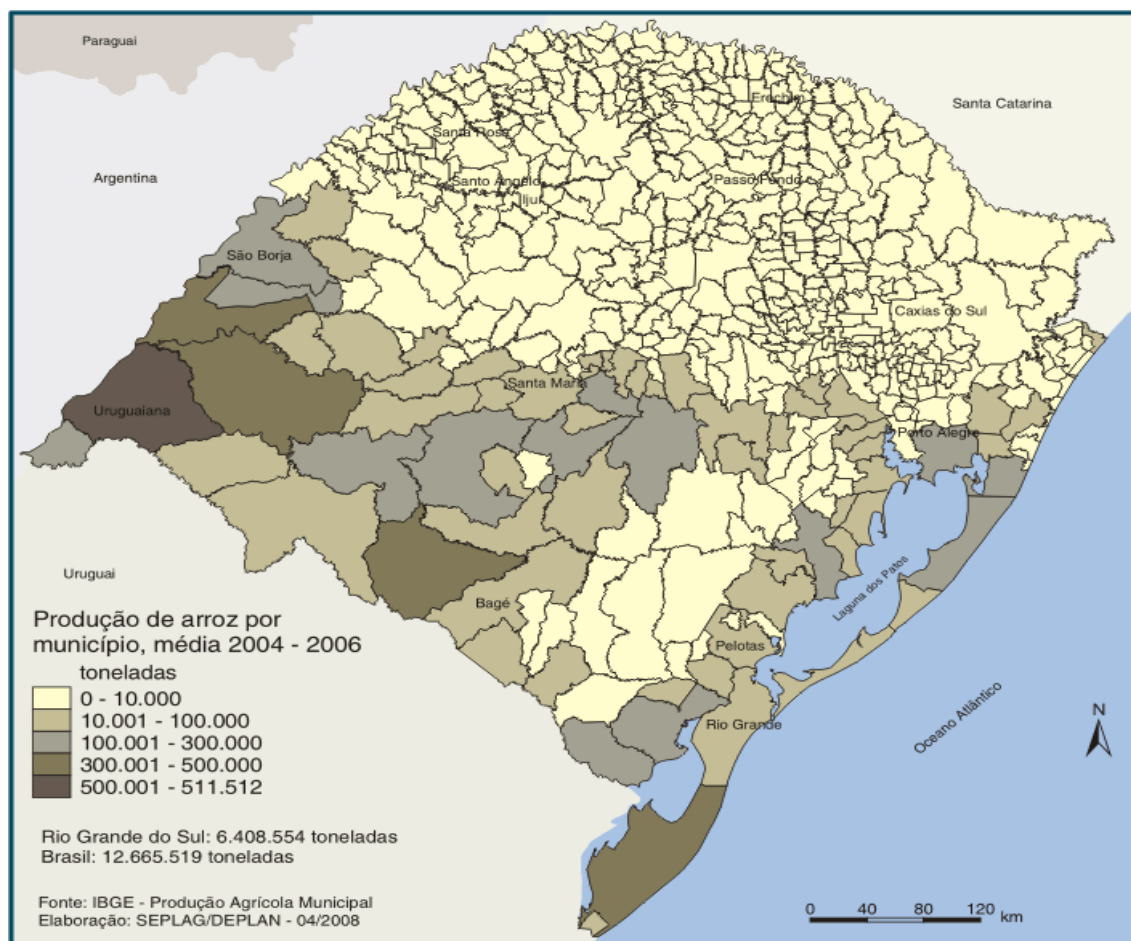 Paraguai
Santa Catarina
Argentina
Erechim
Santa Rosa
Santo Ângelo
Ijuí
Passo Fundo
São Borja
Caxias do Sul
Santa Maria
Uruguaiana
Porto Alegre
Uruguai
Laguna dos Patos
Bagé
Pelotas
Rio Grande
Oceano Atlântico
N
Produção de arroz por
município, média 2004 - 2006
toneladas
0 - 10.000
10.001 - 100.000
100.001 - 300.000
300.001 - 500.000
500.001 - 511.512
Rio Grande do Sul: 6.408.554 toneladas
Brasil: 12.665.519 toneladas
Fonte: IBGE - Produção Agrícola Municipal
Elaboração: SEPLAG/DEPLAN - 04/2008
0 40 80 120 km